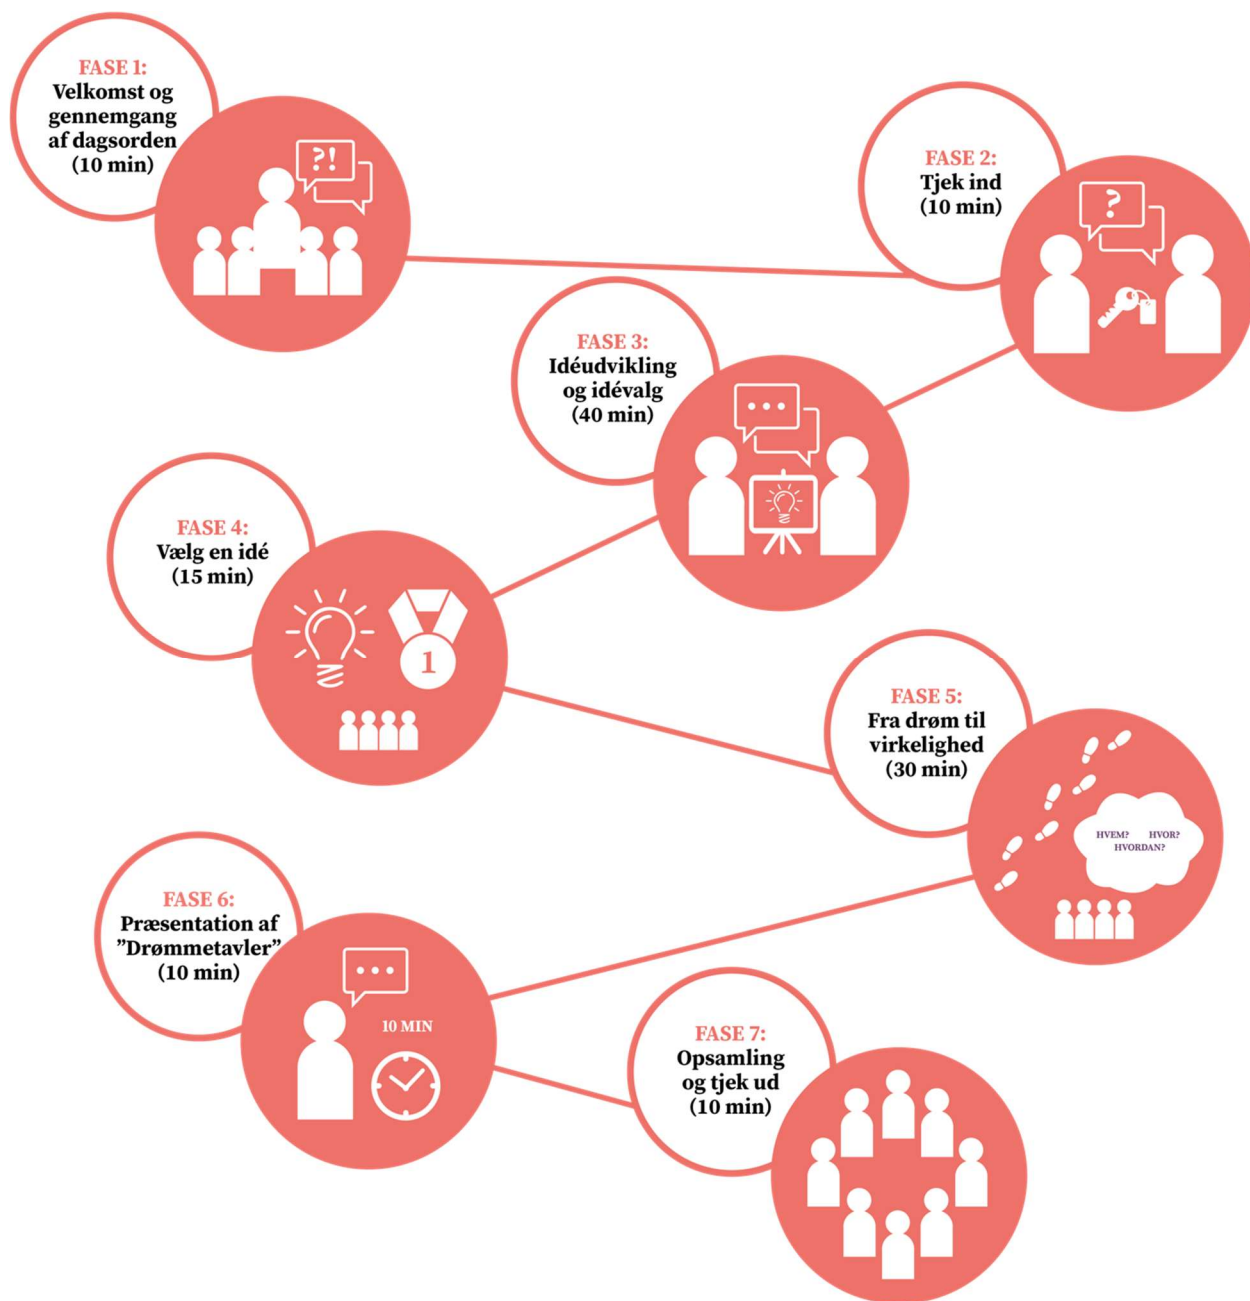 FASE 1:
Velkomst og
gennemgang
af dagsorden
(10 min)
?!
FASE 2:
Tjek ind
(10 min)
?
FASE 3:
Idéudvikling
og idévalg
(40 min)
...
FASE 4:
Vælg en idé
(15 min)
1
FASE 5:
Fra drøm til
virkelighed
(30 min)
HVEM? HVOR?
HVORDAN?
FASE 6:
Præsentation af
”Drømmetavler”
(10 min)
...
10 MIN
FASE 7:
Opsamling
og tjek ud
(10 min)